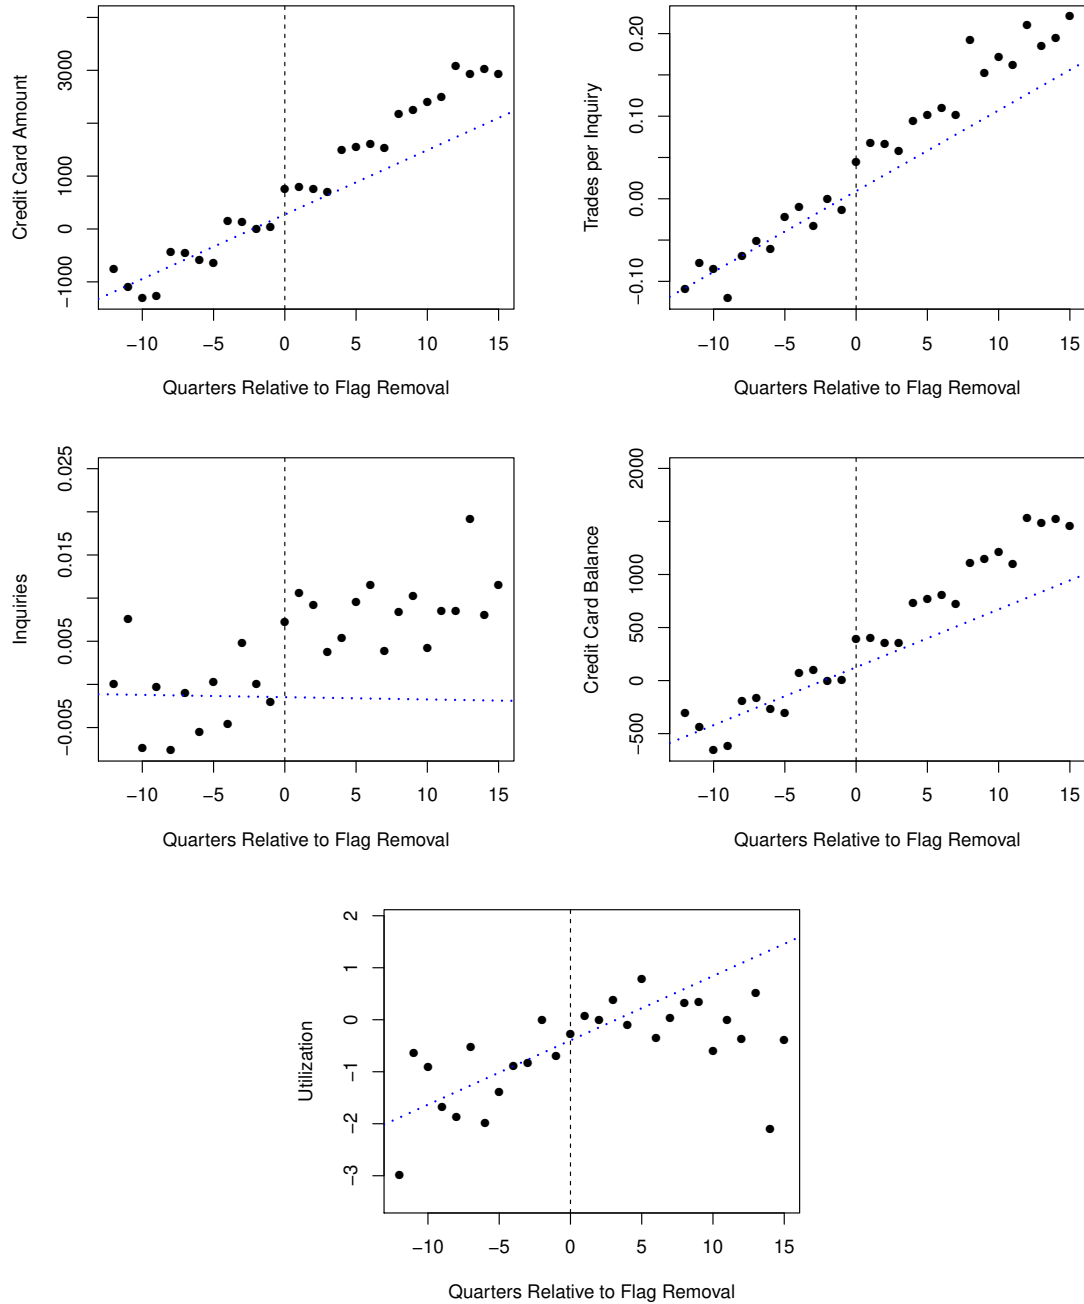 Credit Card Amount
3000
1000
0
−1000
−10 −5 0 5 10 15
Quarters Relative to Flag Removal
Trades per Inquiry
0.20
0.10
0.00
−0.10
−10 −5 0 5 10 15
Quarters Relative to Flag Removal
Inquiries
0.025
0.015
0.005
−0.005
−10 −5 0 5 10 15
Quarters Relative to Flag Removal
Credit Card Balance
2000
1000
500
0
−500
−10 −5 0 5 10 15
Quarters Relative to Flag Removal
Utilization
2
1
0
−1
−2
−3
−10 −5 0 5 10 15
Quarters Relative to Flag Removal